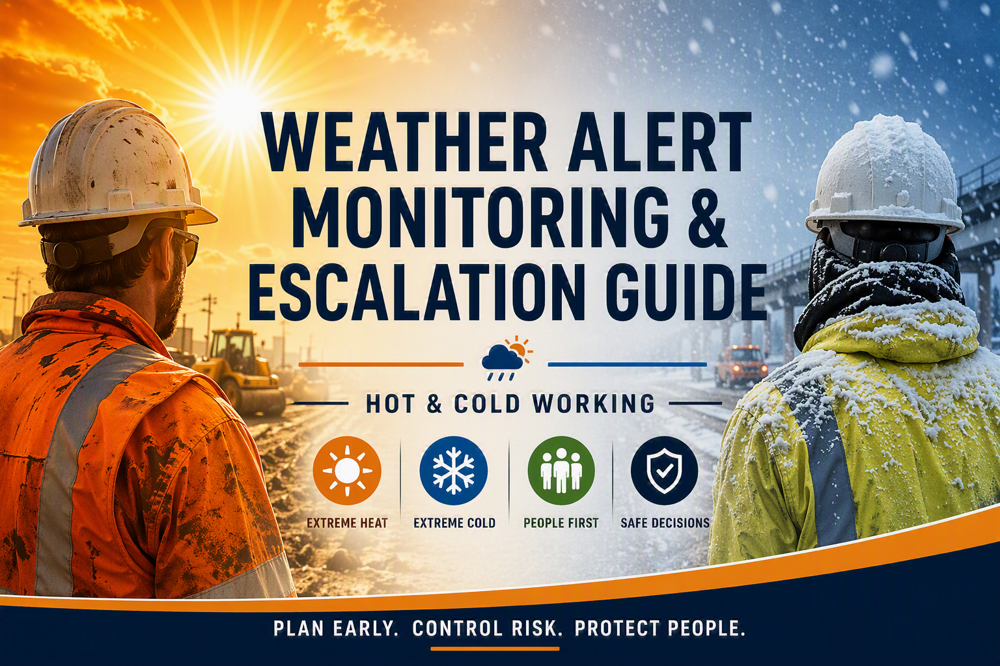 WEATHER ALERT
MONITORING &
ESCALATION GUIDE
HOT & COLD WORKING
EXTREME HEAT
EXTREME COLD
PEOPLE FIRST
SAFE DECISIONS
PLAN EARLY. CONTROL RISK. PROTECT PEOPLE.